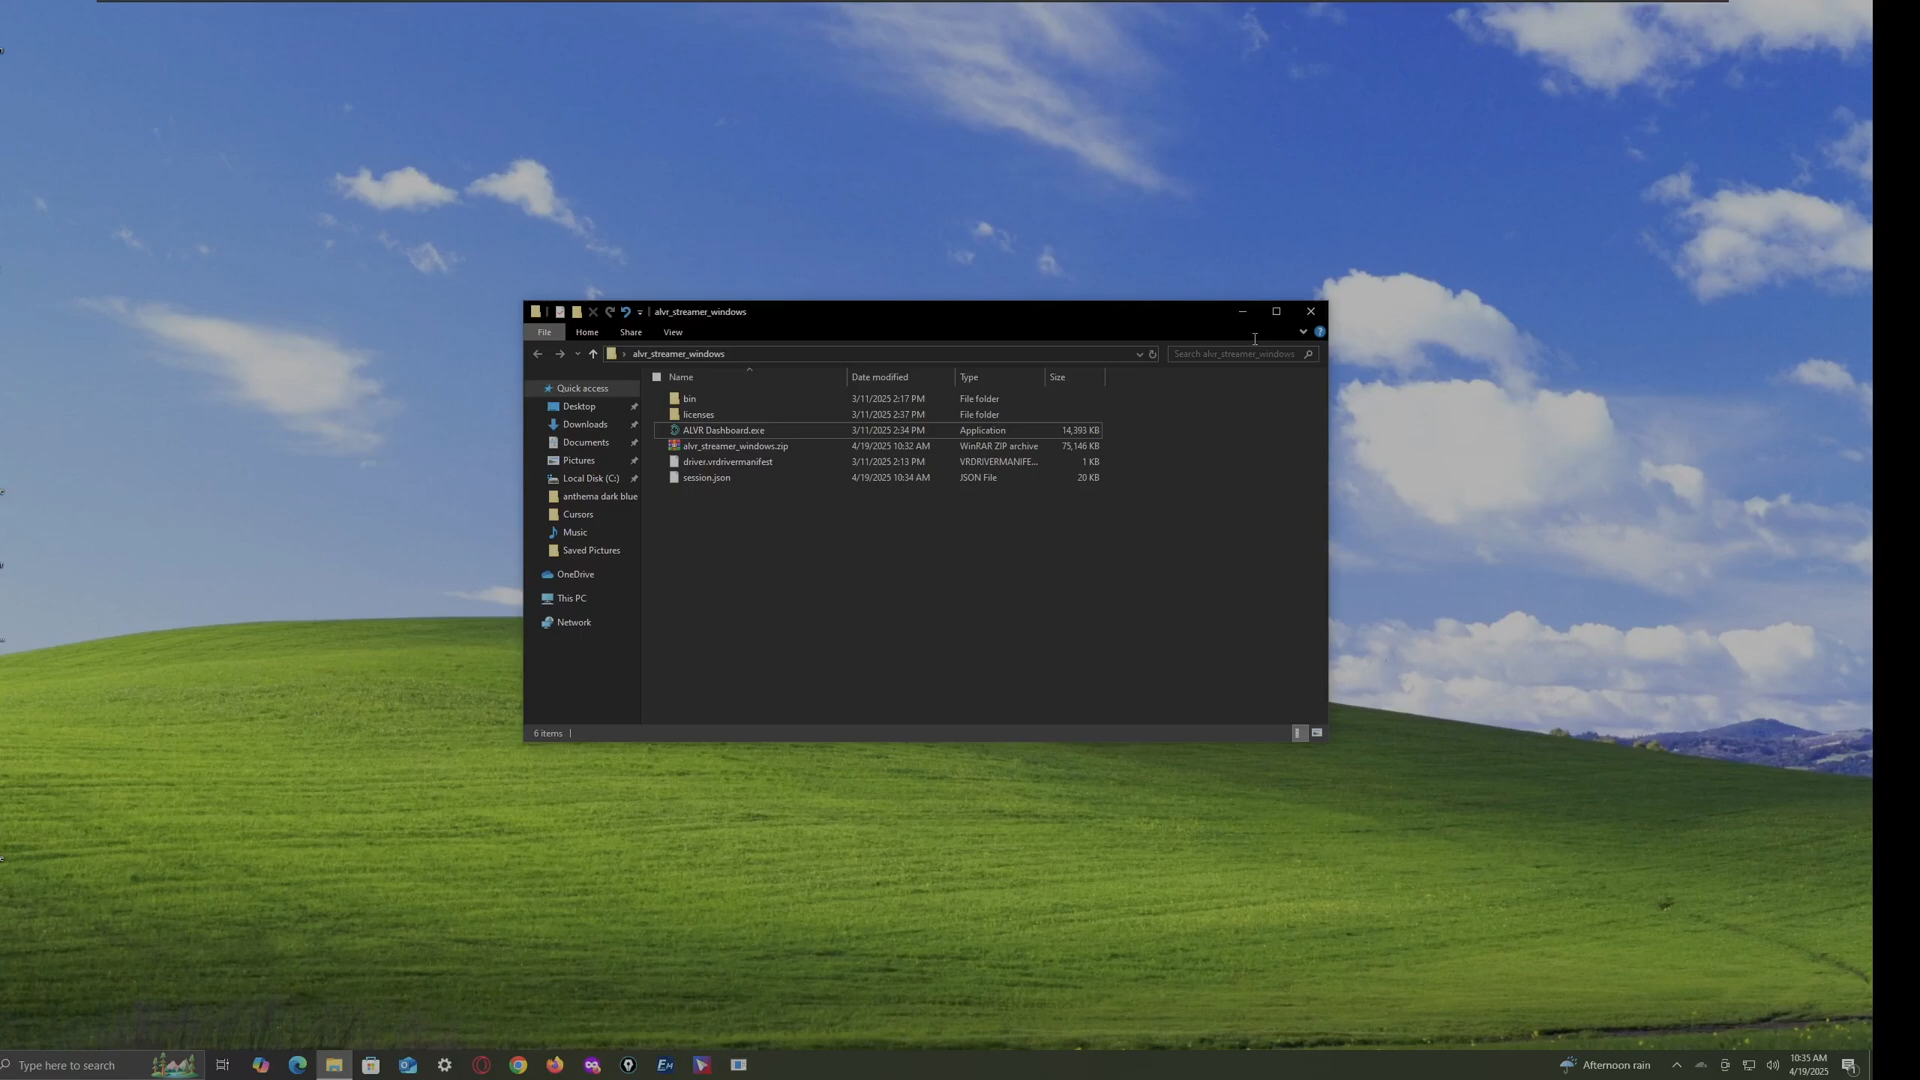 alvr_streamer_windows
File Home Share View
alvr_streamer_windows
Search alvr_streamer_windows
Name Date modified Type Size
Quick access
Desktop
Downloads
Documents
Pictures
Local Disk (C:)
anthema dark blue
Cursors
Music
Saved Pictures
OneDrive
This PC
Network
bin 3/11/2025 2:17 PM File folder
licenses 3/11/2025 2:37 PM File folder
ALVR Dashboard.exe 3/11/2025 2:34 PM Application 14,393 KB
alvr_streamer_windows.zip 4/19/2025 10:32 AM WinRAR ZIP archive 75,146 KB
driver.vrdrivermanifest 3/11/2025 2:13 PM VRDRIVERMANIFE... 1 KB
session.json 4/19/2025 10:34 AM JSON File 20 KB
6 items
Type here to search
Afternoon rain
10:35 AM
4/19/2025